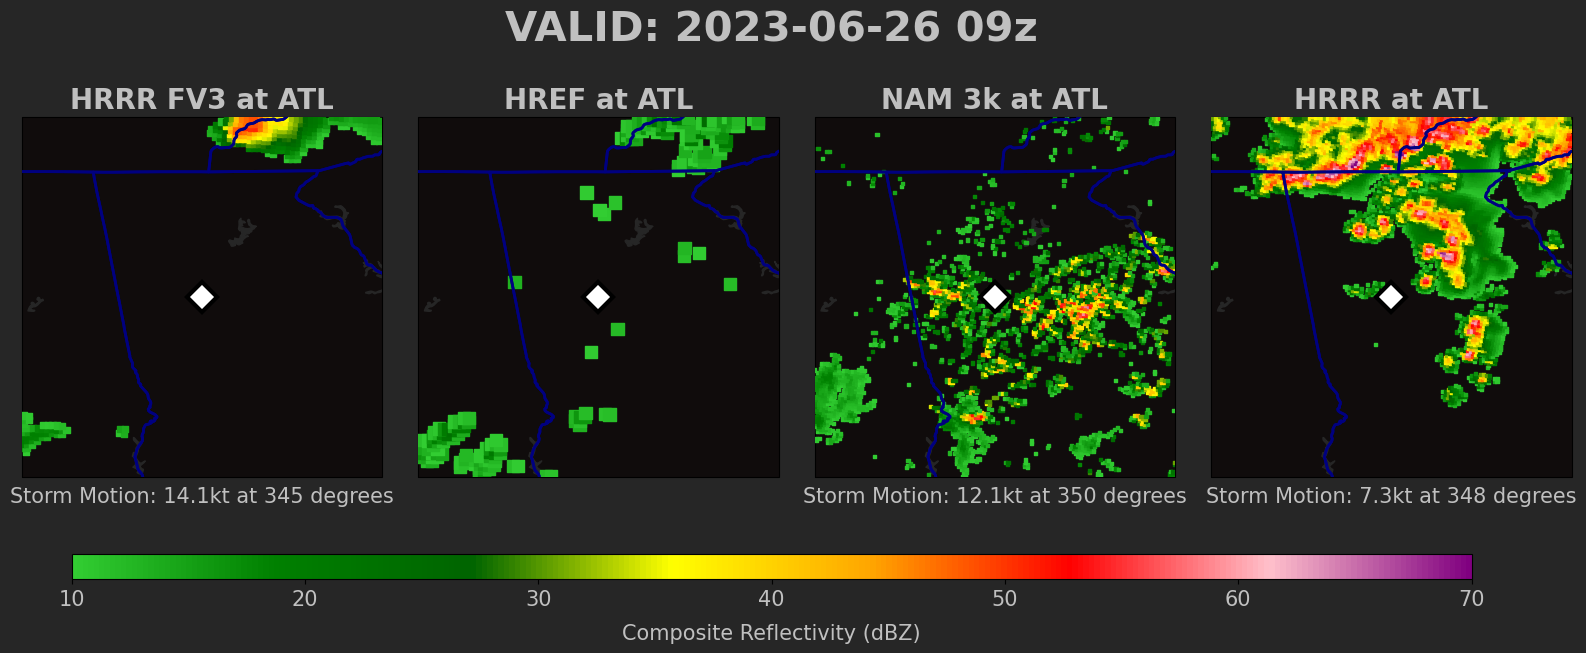 VALID: 2023-06-26 09z
HRRR FV3 at ATL
HREF at ATL
NAM 3k at ATL
HRRR at ATL
Storm Motion: 14.1kt at 345 degrees
Storm Motion: 12.1kt at 350 degrees
Storm Motion: 7.3kt at 348 degrees
10 20 30 40 50 60 70
Composite Reflectivity (dBZ)